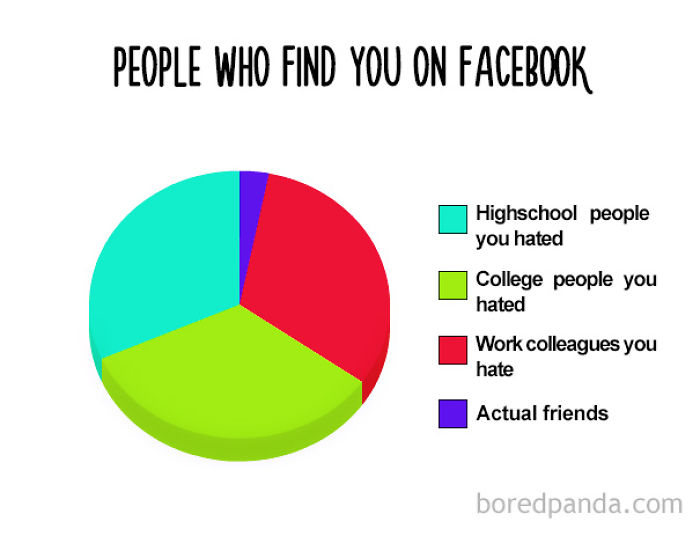 PEOPLE WHO FIND YOU ON FACEBOOK
Highschool people
you hated
College people you
hated
Work colleagues you
hate
Actual friends
boredpanda.com